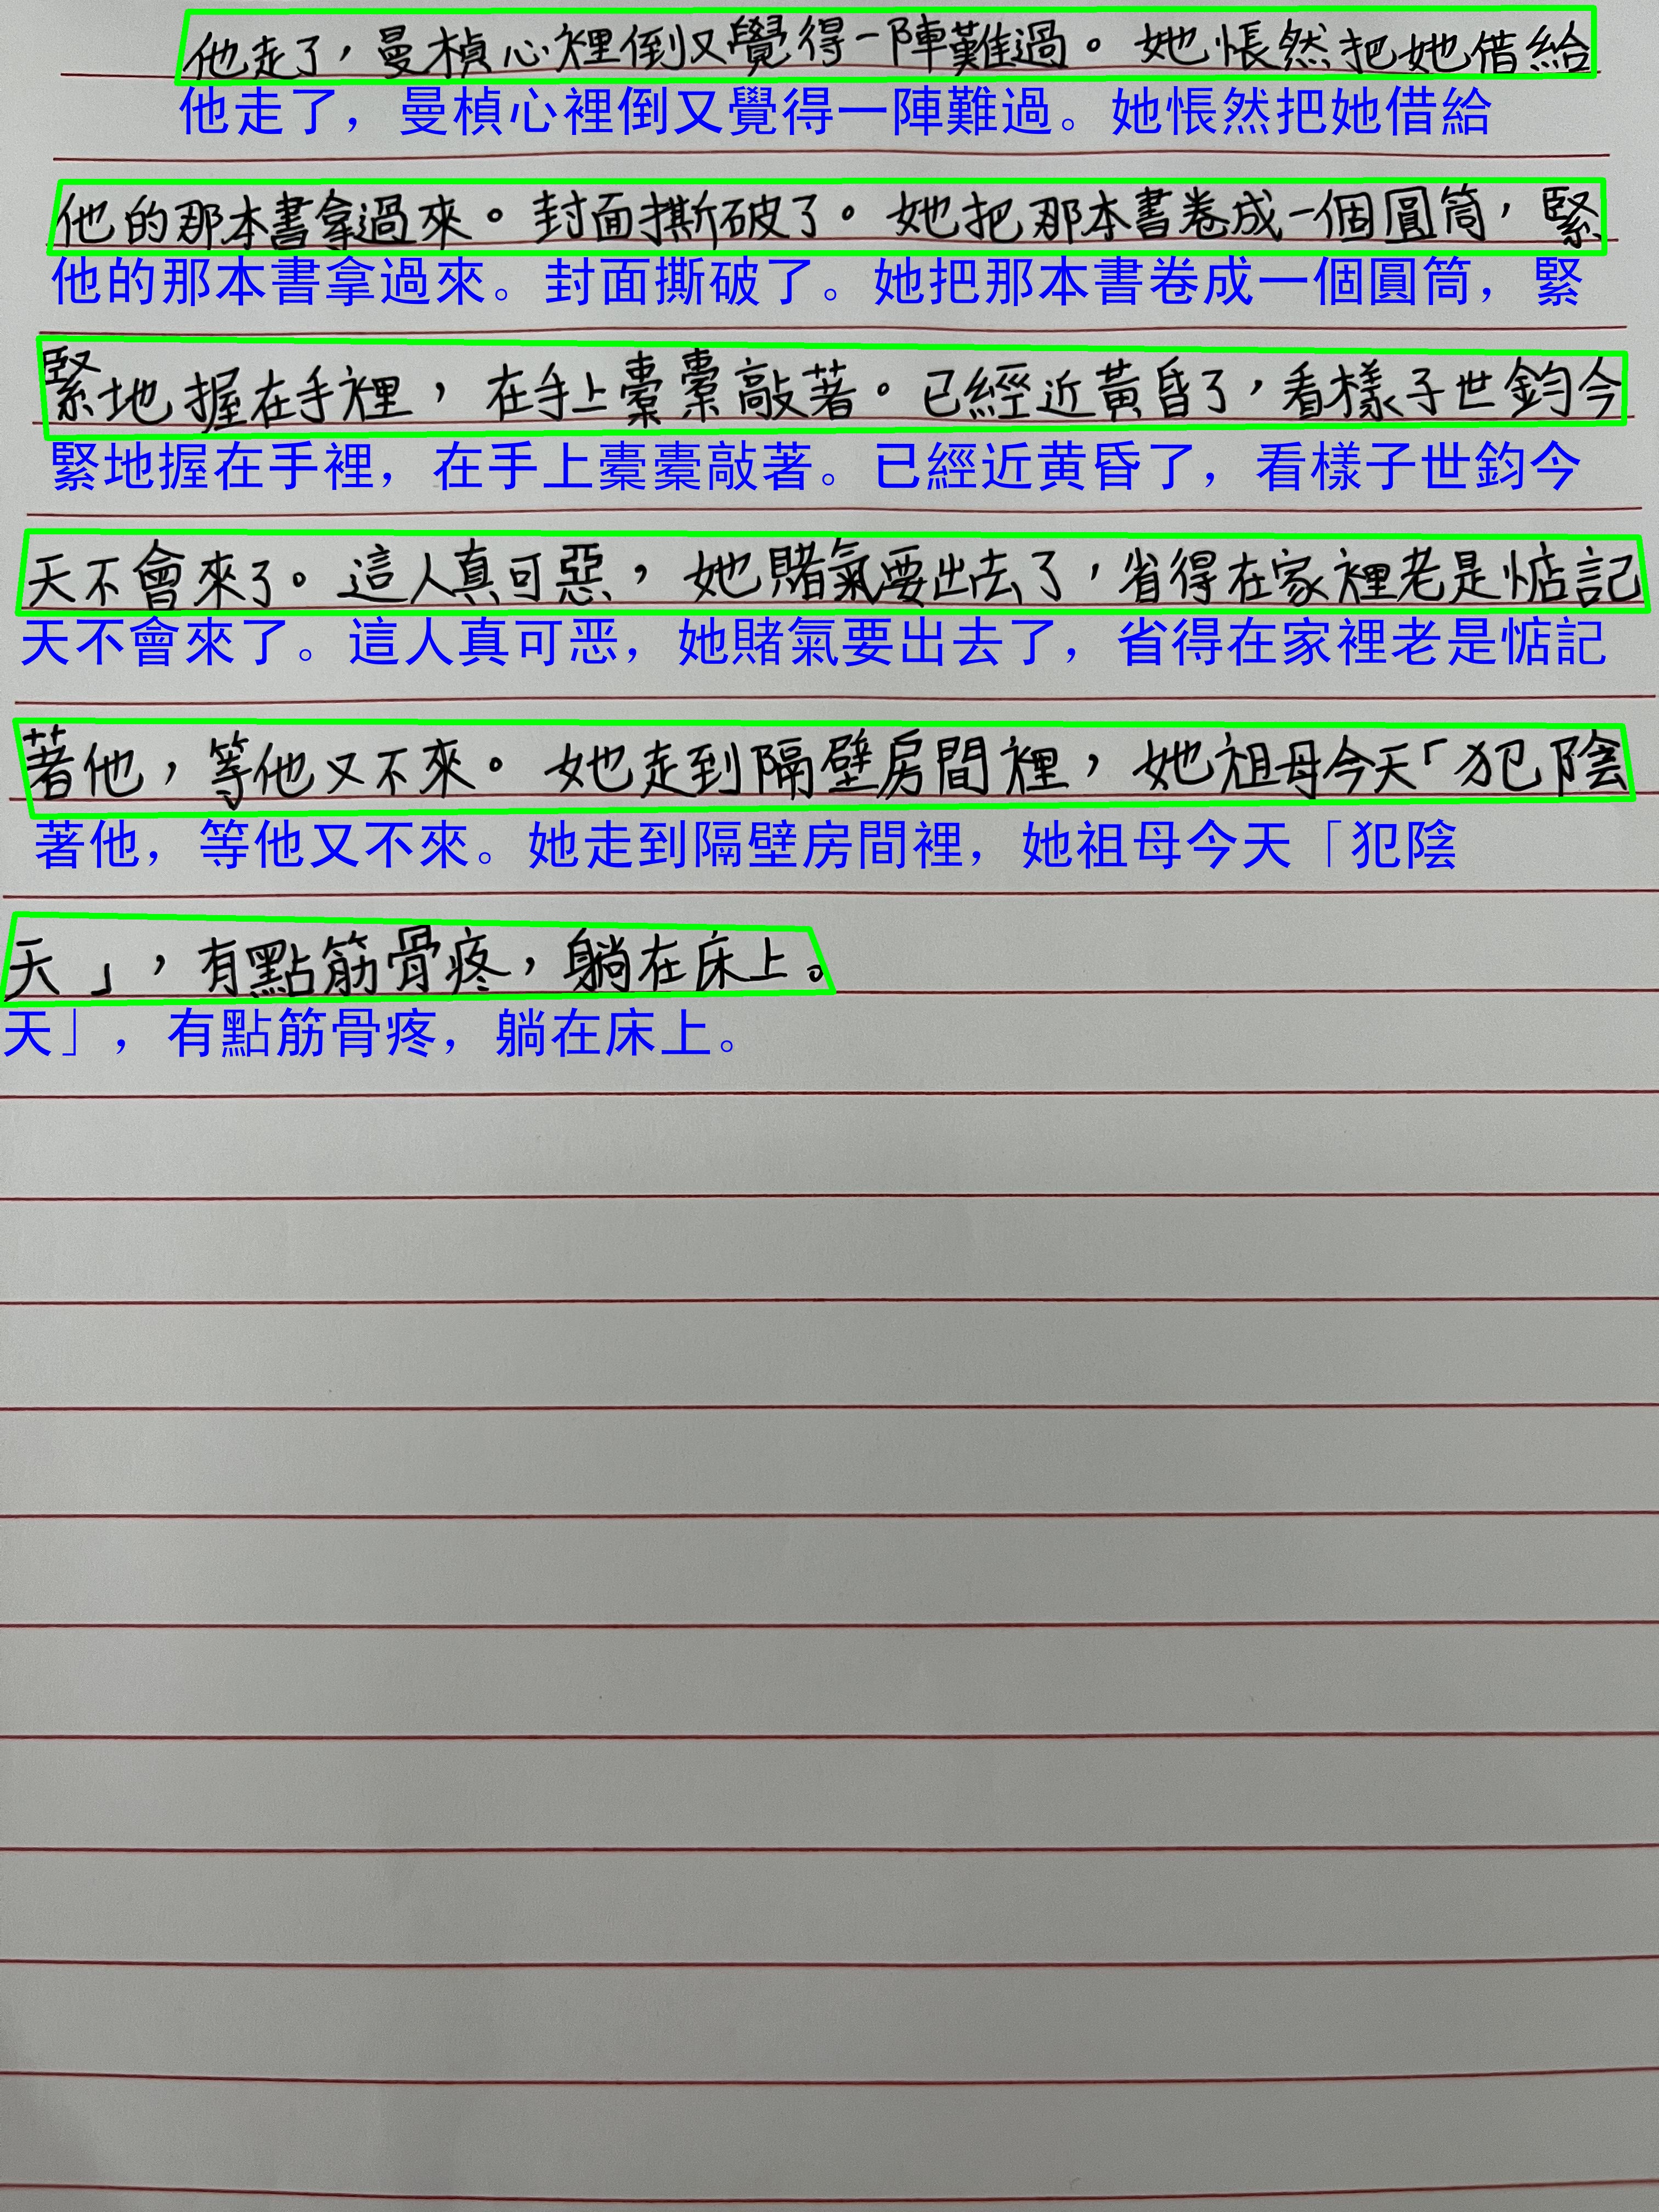 他走了，曼楨心裡倒又覺得一陣難過。她悵然把她借給
他走了，曼楨心裡倒又覺得一陣難過。她悵然把她借給
他的那本書拿過來。封面撕破了。她把那本書卷成一個圓筒，緊
他的那本書拿過來。封面撕破了。她把那本書卷成一個圓筒，緊
緊地握在手裡，在手上橐橐敲著。已經近黃昏了，看樣子世鈞今
緊地握在手裡，在手上橐橐敲著。已經近黄昏了，看樣子世鈞今
天不會來了。這人真可惡，她賭氣要出去了，省得在家裡老是惦記
天不會來了。這人真可恶，她賭氣要出去了，省得在家裡老是惦記
著他，等他又不來。她走到隔壁房間裡，她祖母今天「犯陰
著他，等他又不來。她走到隔壁房間裡，她祖母今天「犯陰
天」，有點筋骨疼，躺在床上。
天」，有點筋骨疼，躺在床上。